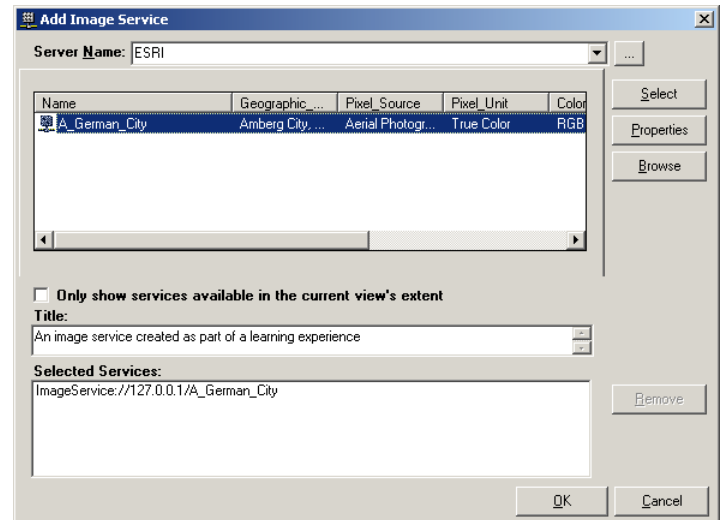 Add Image Service
Server Name: ESRI
...
Name Geographic_... Pixel_Source Pixel_Unit Color
A_German_City Amberg City, ... Aerial Photogr... True Color RGB
Select
Properties
Browse
Only show services available in the current view's extent
Title:
An image service created as part of a learning experience
Selected Services:
ImageService://127.0.0.1/A_German_City
Remove
OK Cancel